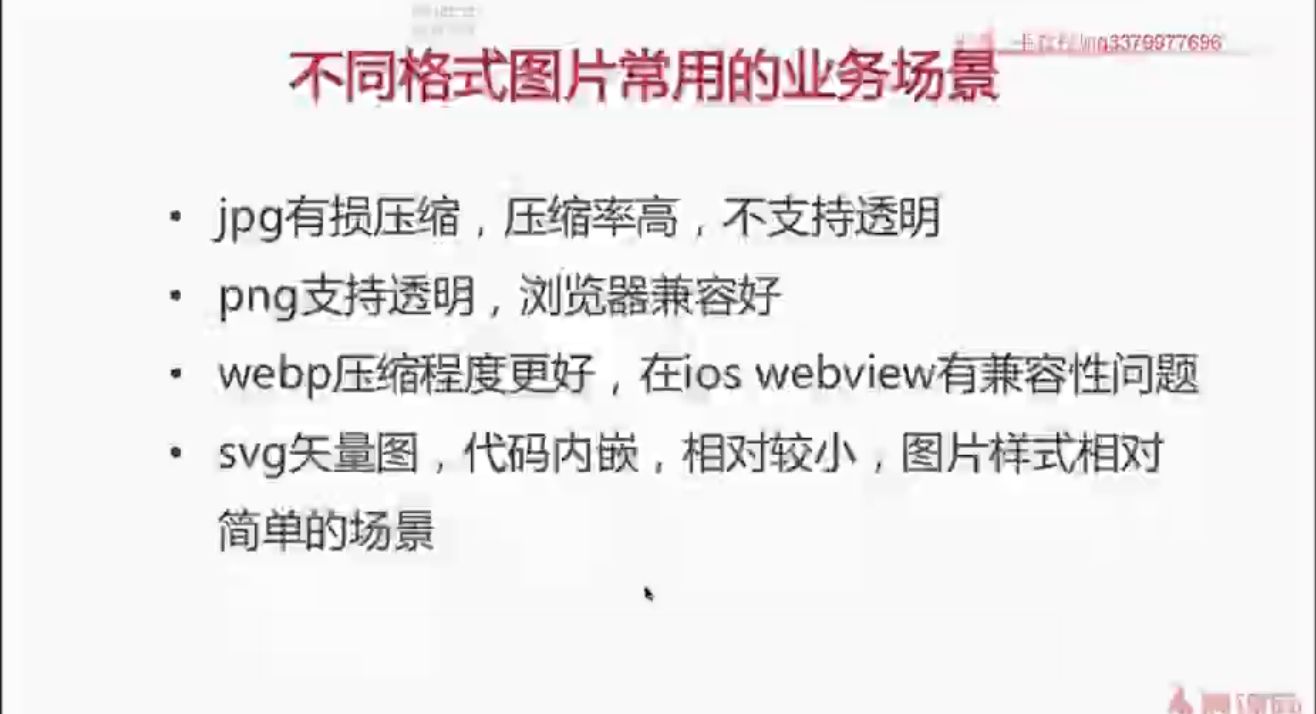 不同格式图片常用的业务场景
• jpg有损压缩，压缩率高，不支持透明
• png支持透明，浏览器兼容好
• webp压缩程度更好，在ios webview有兼容性问题
• svg矢量图，代码内嵌，相对较小，图片样式相对
简单的场景